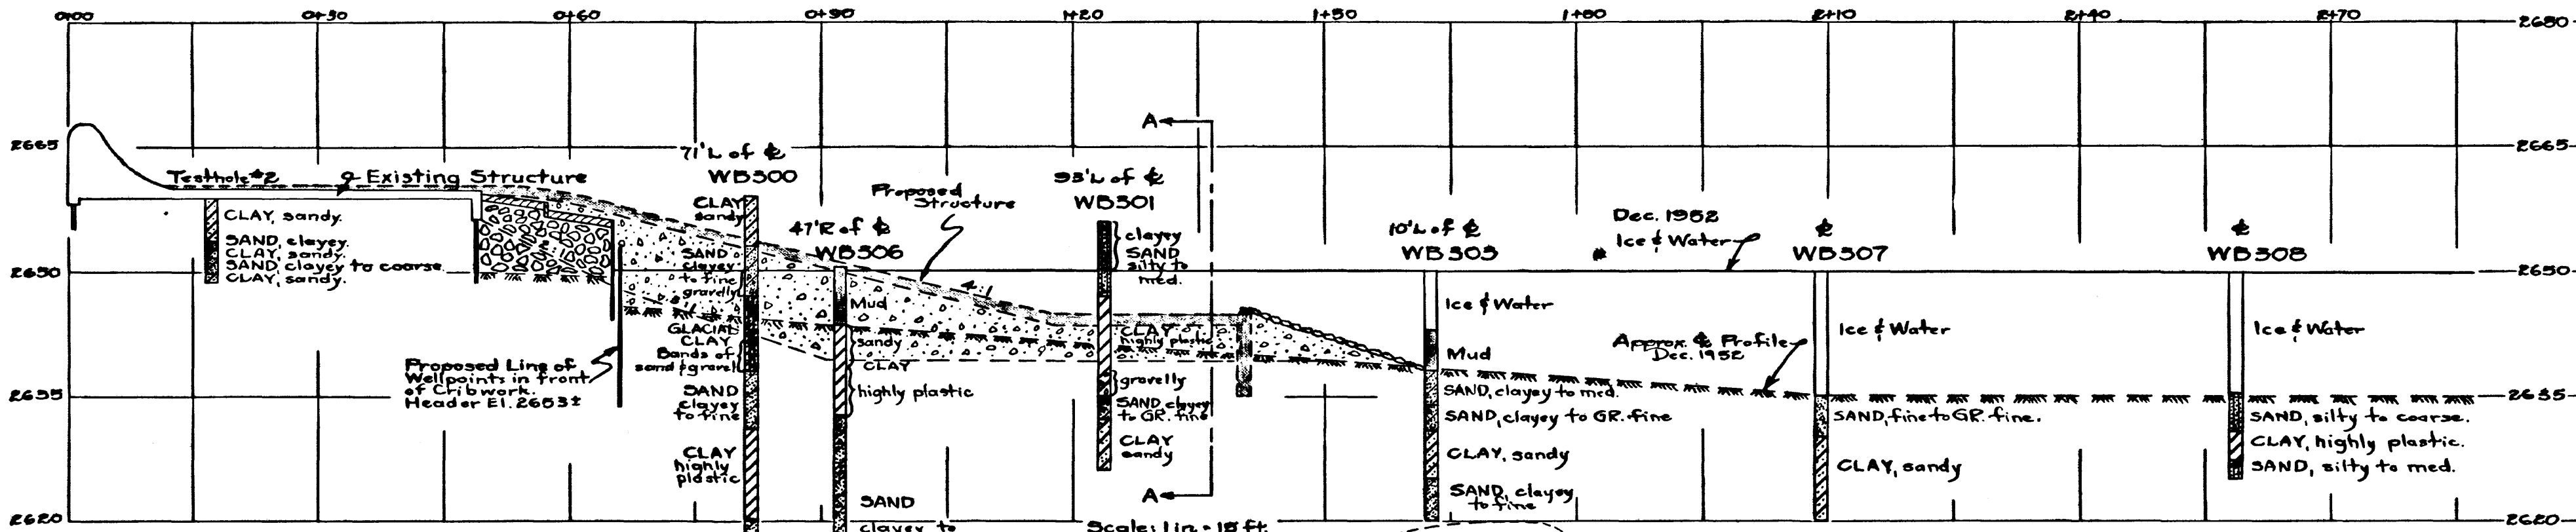 0+00 0+30 0+60 0+90 1+20 1+50 1+80 2+10 2+40 2+70
2680
2665
2665
A
71'L of ℄
WB300
Testhole #2
Existing Structure
Proposed
Structure
93'L of ℄
WB301
47'R of ℄
WB306
10'L of ℄
WB303
Dec. 1952
Ice & Water
℄
WB307
℄
WB308
CLAY, sandy.
SAND, clayey.
CLAY, sandy.
SAND, clayey to coarse.
CLAY, sandy.
2650
2650
CLAY
sandy
SAND
clayey
to fine
gravelly
GLACIAL
CLAY
Bands of
sand & gravel
SAND
clayey
to fine
CLAY
highly
plastic
Mud
sandy
CLAY
highly plastic
SAND
clayey to
4:1
clayey
SAND
silty to
med.
CLAY
highly plastic
gravelly
SAND, clayey
to GR. fine
CLAY
sandy
Proposed Line of
Wellpoints in front
of Cribwork.
Header El. 2653±
Ice & Water
Mud
SAND, clayey to med.
SAND, clayey to GR. fine
CLAY, sandy
SAND, clayey
to fine
Approx. ℄ Profile
Dec. 1952
Ice & Water
SAND, fine to GR. fine.
CLAY, sandy
Ice & Water
SAND, silty to coarse.
CLAY, highly plastic.
SAND, silty to med.
2635
2635
A
2620
2620
Scale: 1 in = 15 ft.